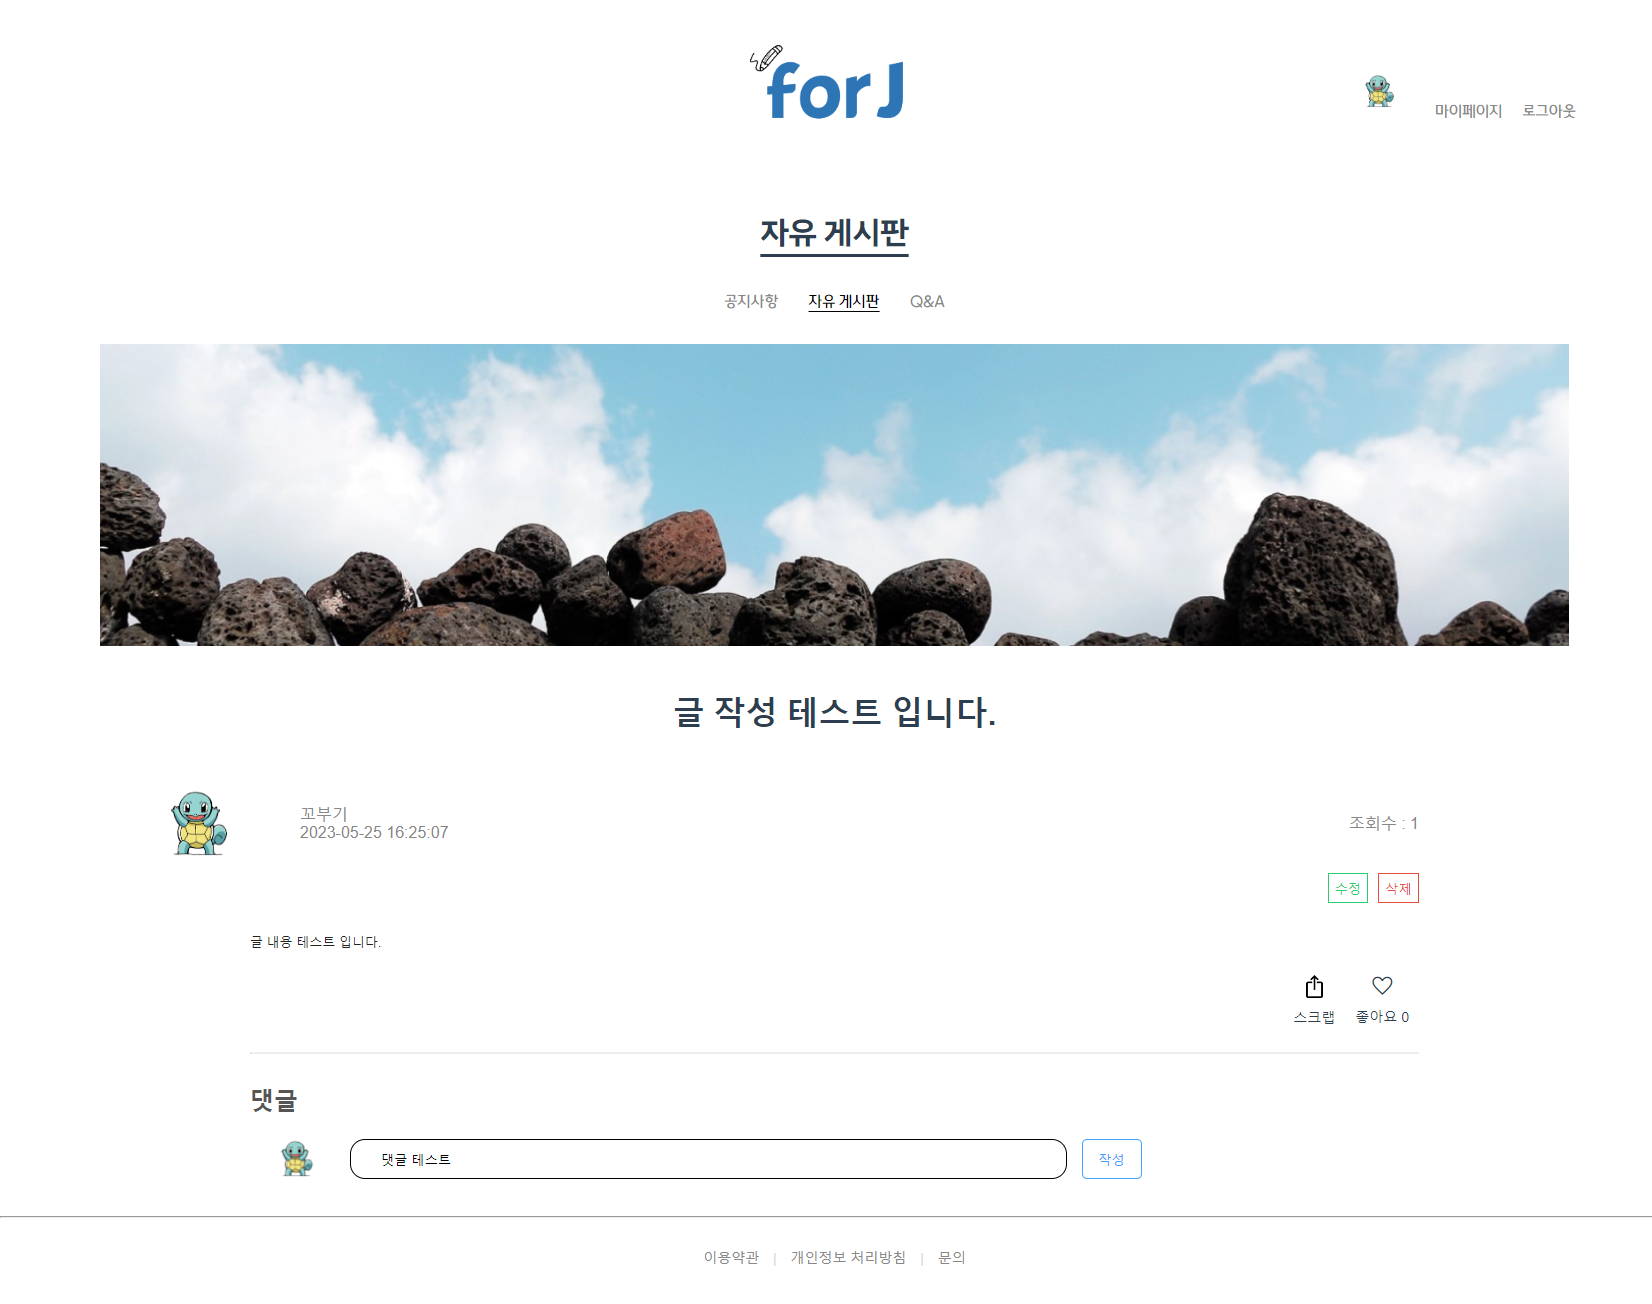 forJ
마이페이지 로그아웃
자유 게시판
공지사항 자유 게시판 Q&A
글 작성 테스트 입니다.
꼬부기
2023-05-25 16:25:07
조회수 : 1
수정 삭제
글 내용 테스트 입니다.
스크랩 좋아요 0
댓글
댓글 테스트
작성
이용약관 | 개인정보 처리방침 | 문의